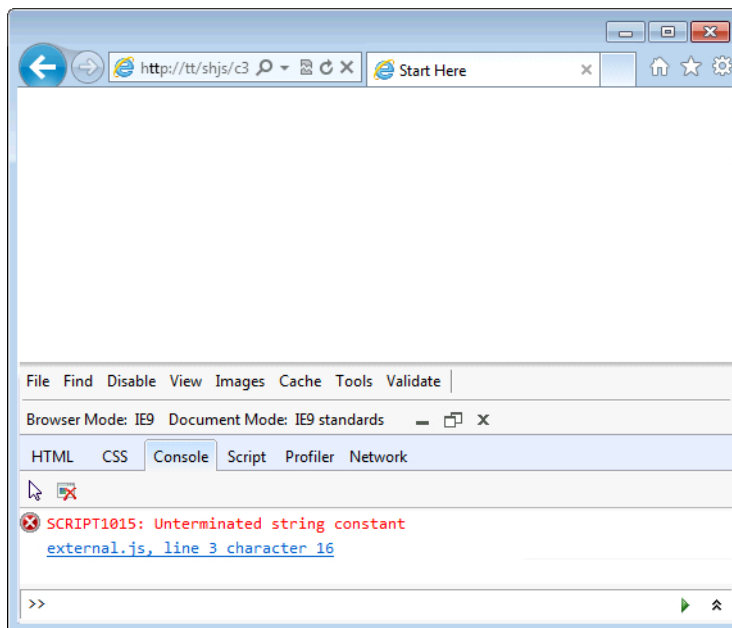 http://tt/shjs/c3 Start Here
File Find Disable View Images Cache Tools Validate
Browser Mode: IE9 Document Mode: IE9 standards
HTML CSS Console Script Profiler Network
SCRIPT1015: Unterminated string constant
external.js, line 3 character 16
>>